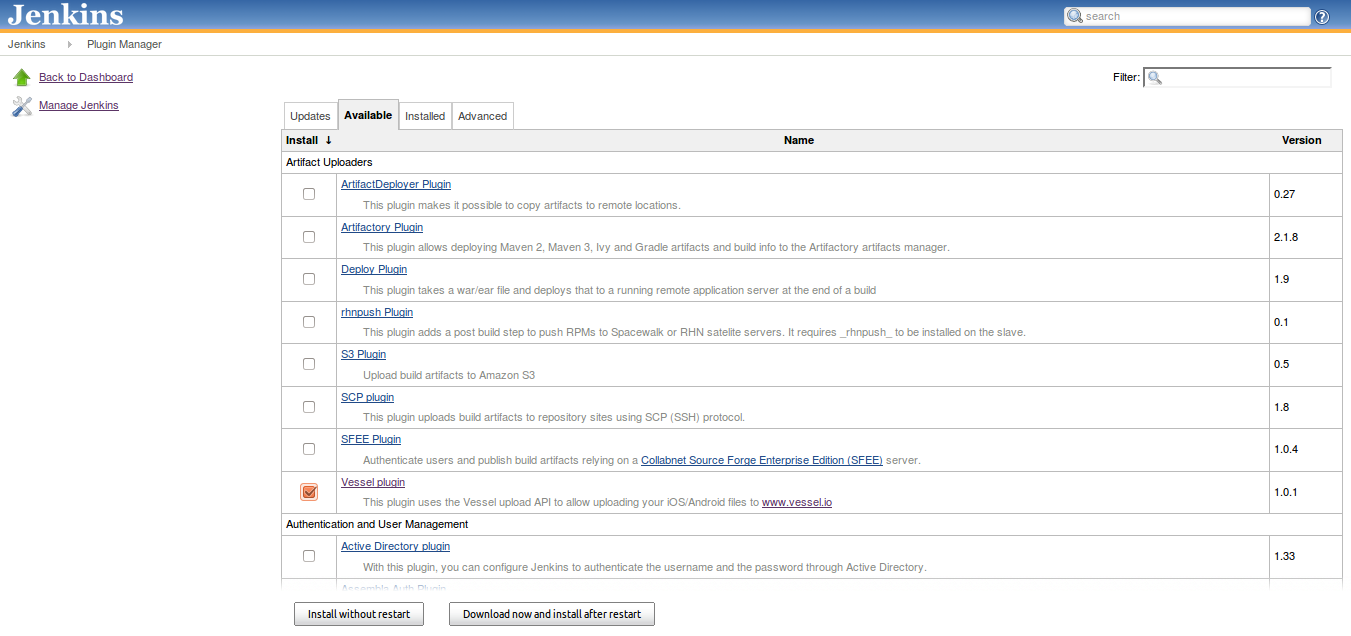 Jenkins
search
Jenkins Plugin Manager
Back to Dashboard
Filter:
Manage Jenkins
Updates Available Installed Advanced
Install ↓ Name Version
Artifact Uploaders
ArtifactDeployer Plugin
This plugin makes it possible to copy artifacts to remote locations.
0.27
Artifactory Plugin
This plugin allows deploying Maven 2, Maven 3, Ivy and Gradle artifacts and build info to the Artifactory artifacts manager.
2.1.8
Deploy Plugin
This plugin takes a war/ear file and deploys that to a running remote application server at the end of a build
1.9
rhnpush Plugin
This plugin adds a post build step to push RPMs to Spacewalk or RHN satelite servers. It requires _rhnpush_ to be installed on the slave.
0.1
S3 Plugin
Upload build artifacts to Amazon S3
0.5
SCP plugin
This plugin uploads build artifacts to repository sites using SCP (SSH) protocol.
1.8
SFEE Plugin
Authenticate users and publish build artifacts relying on a Collabnet Source Forge Enterprise Edition (SFEE) server.
1.0.4
Vessel plugin
This plugin uses the Vessel upload API to allow uploading your iOS/Android files to www.vessel.io
1.0.1
Authentication and User Management
Active Directory plugin
With this plugin, you can configure Jenkins to authenticate the username and the password through Active Directory.
1.33
Assembla Auth Plugin
Install without restart Download now and install after restart